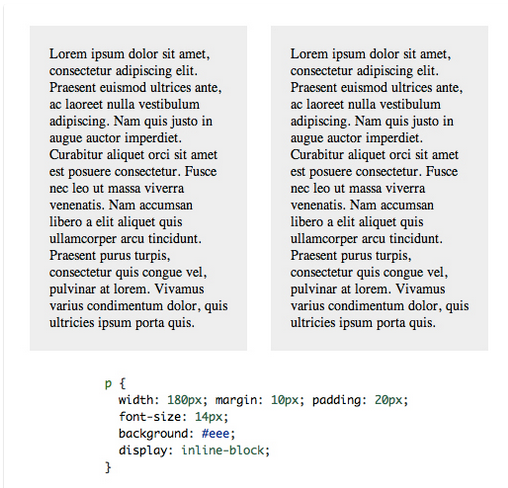 Lorem ipsum dolor sit amet,
consectetur adipiscing elit.
Praesent euismod ultrices ante,
ac laoreet nulla vestibulum
adipiscing. Nam quis justo in
augue auctor imperdiet.
Curabitur aliquet orci sit amet
est posuere consectetur. Fusce
nec leo ut massa viverra
venenatis. Nam accumsan
libero a elit aliquet quis
ullamcorper arcu tincidunt.
Praesent purus turpis,
consectetur quis congue vel,
pulvinar at lorem. Vivamus
varius condimentum dolor, quis
ultricies ipsum porta quis.
Lorem ipsum dolor sit amet,
consectetur adipiscing elit.
Praesent euismod ultrices ante,
ac laoreet nulla vestibulum
adipiscing. Nam quis justo in
augue auctor imperdiet.
Curabitur aliquet orci sit amet
est posuere consectetur. Fusce
nec leo ut massa viverra
venenatis. Nam accumsan
libero a elit aliquet quis
ullamcorper arcu tincidunt.
Praesent purus turpis,
consectetur quis congue vel,
pulvinar at lorem. Vivamus
varius condimentum dolor, quis
ultricies ipsum porta quis.
p {
width: 180px; margin: 10px; padding: 20px;
font-size: 14px;
background: #eee;
display: inline-block;
}